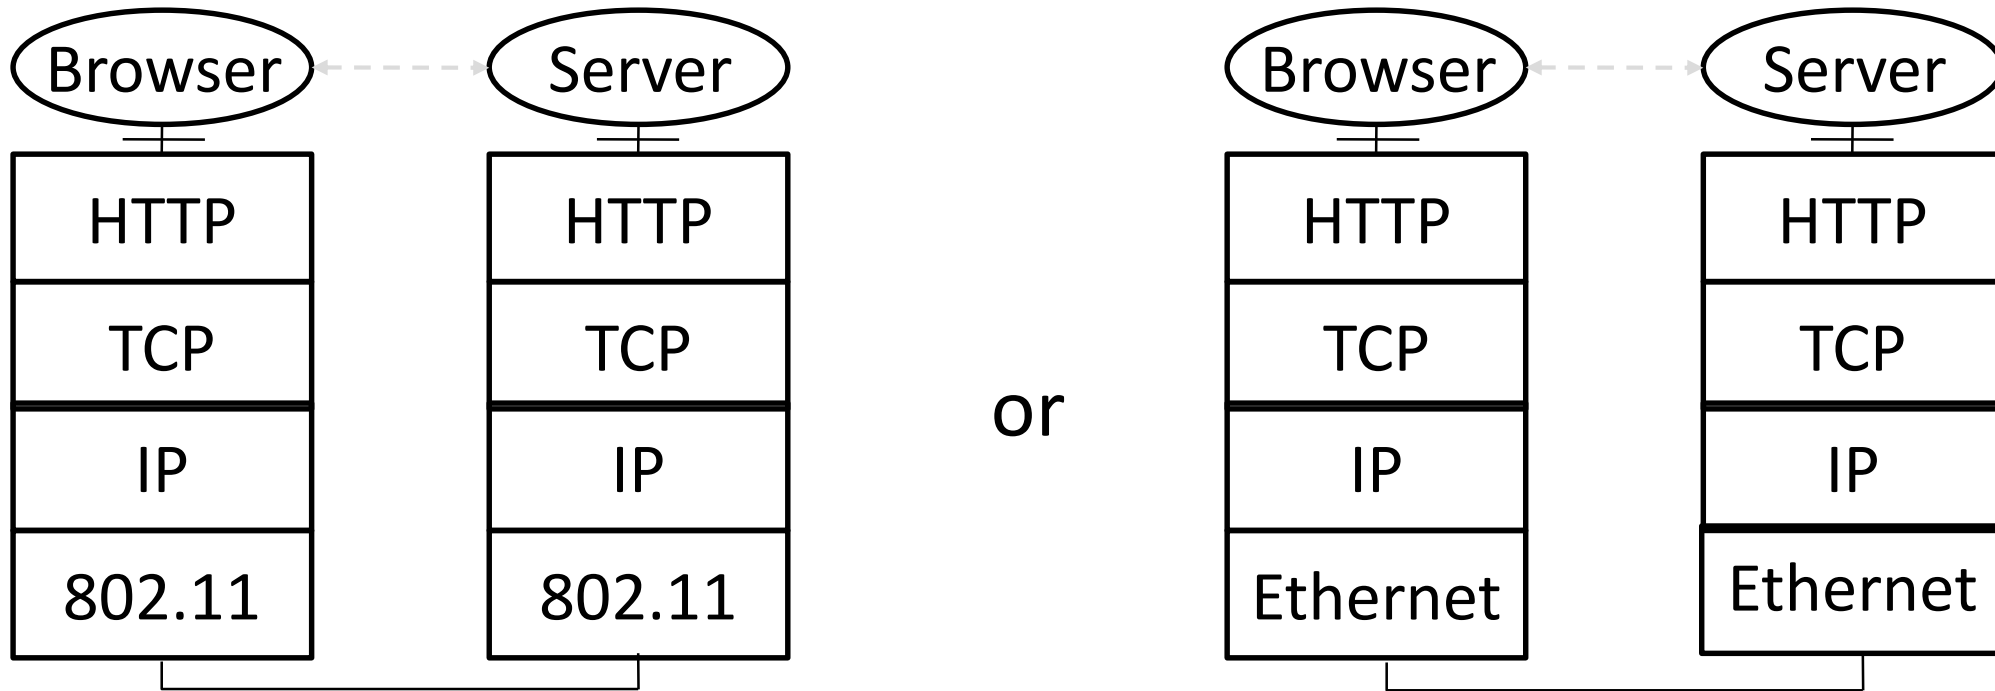 Browser
Server
HTTP
HTTP
TCP
TCP
IP
IP
802.11
802.11
or
Browser
Server
HTTP
HTTP
TCP
TCP
IP
IP
Ethernet
Ethernet